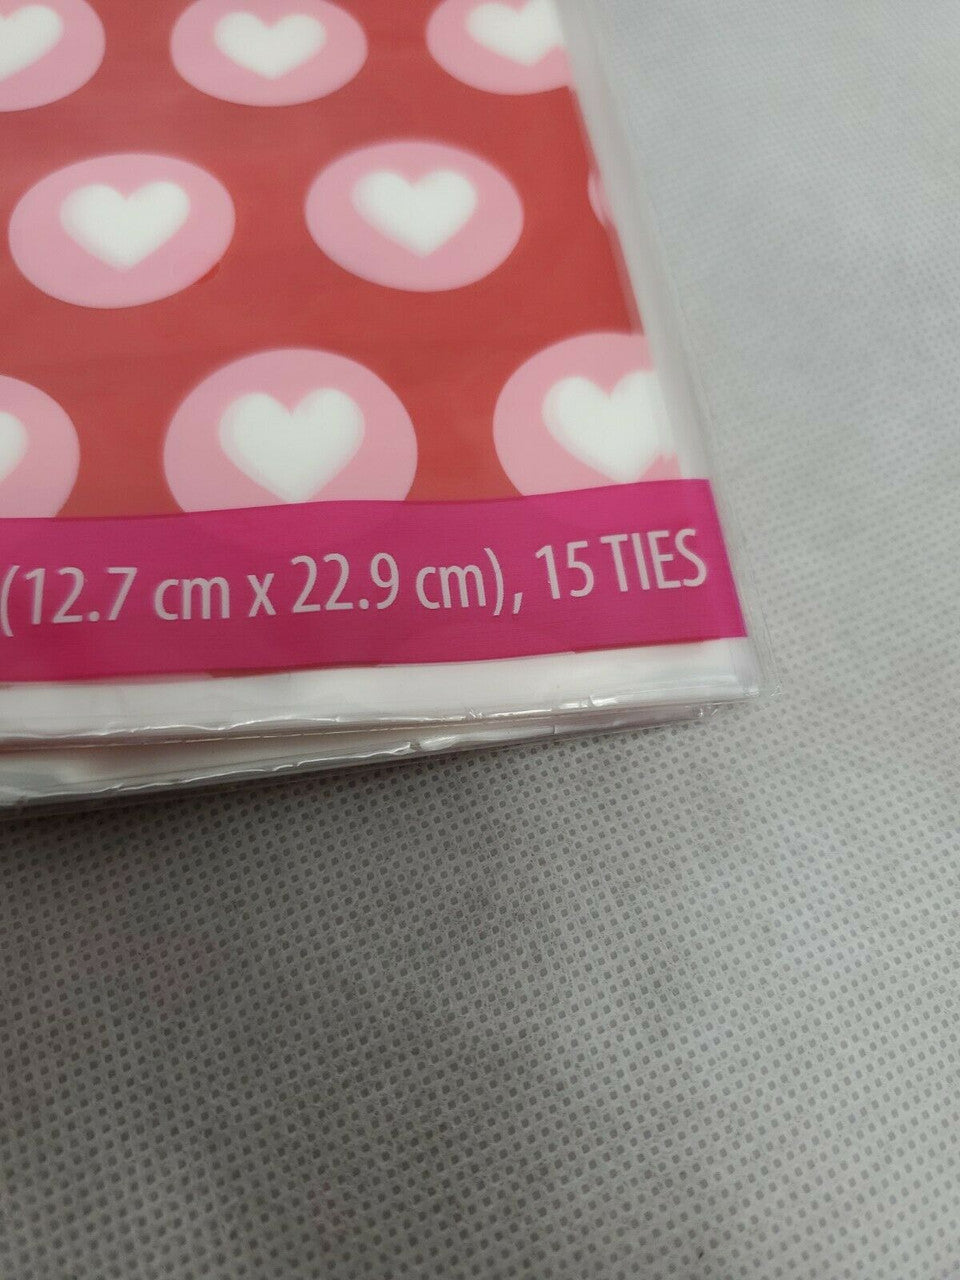 (12.7 cm x 22.9 cm), 15 TIES